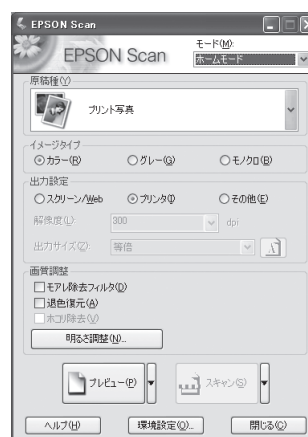 EPSON Scan
EPSON Scan
モード(M):
ホームモード
原稿種(Y)
プリント写真
イメージタイプ
カラー(R) グレー(G) モノクロ(B)
出力設定
スクリーン/Web プリンタ(I) その他(E)
解像度(L): 300 dpi
出力サイズ(Z): 等倍
画質調整
モアレ除去フィルタ(D)
退色復元(A)
ホコリ除去(V)
明るさ調整(N)...
プレビュー(P) スキャン(S)
ヘルプ(H) 環境設定(O)... 閉じる(C)